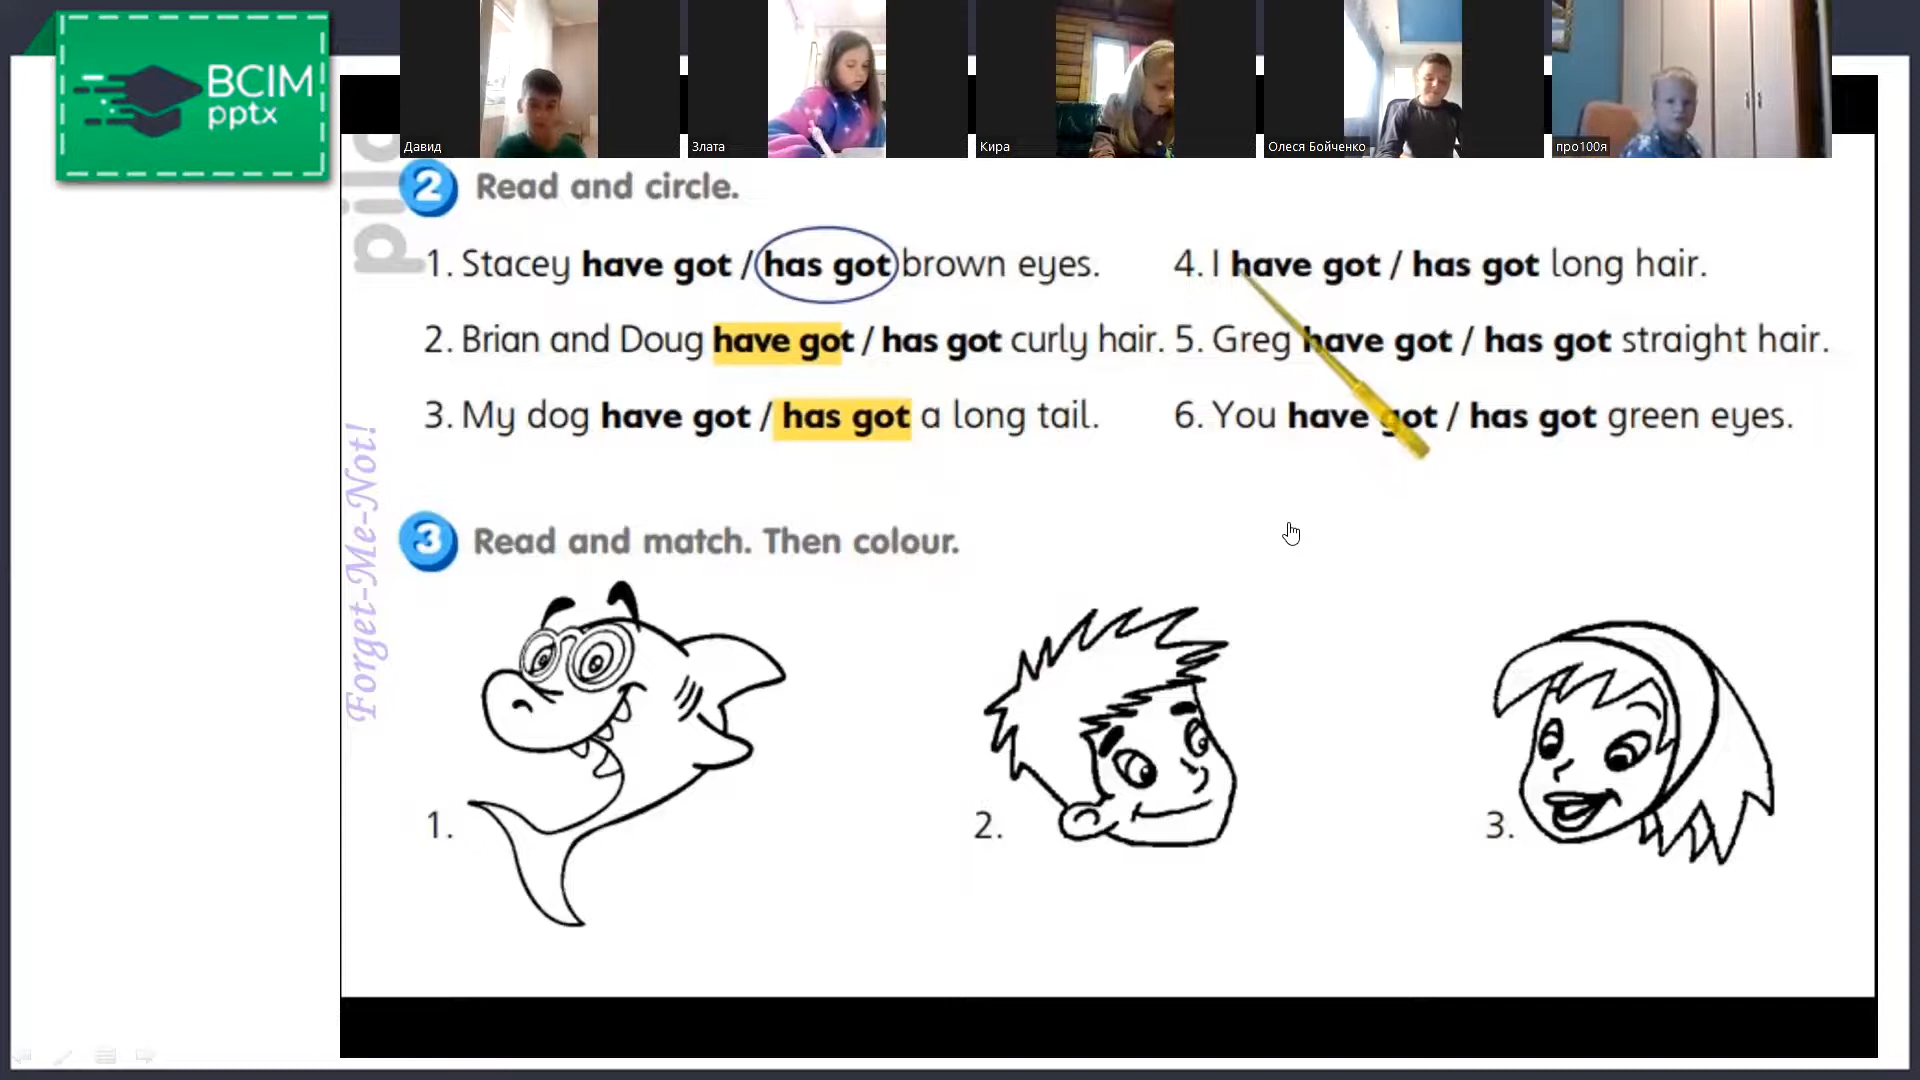 BCIM
pptx
Давид
Злата
Кира
Олеся Бойченко
про100я
2 Read and circle.
1. Stacey have got / has got brown eyes.
2. Brian and Doug have got / has got curly hair.
3. My dog have got / has got a long tail.
4. I have got / has got long hair.
5. Greg have got / has got straight hair.
6. You have got / has got green eyes.
Forget-Me-Not!
3 Read and match. Then colour.
1.
2.
3.